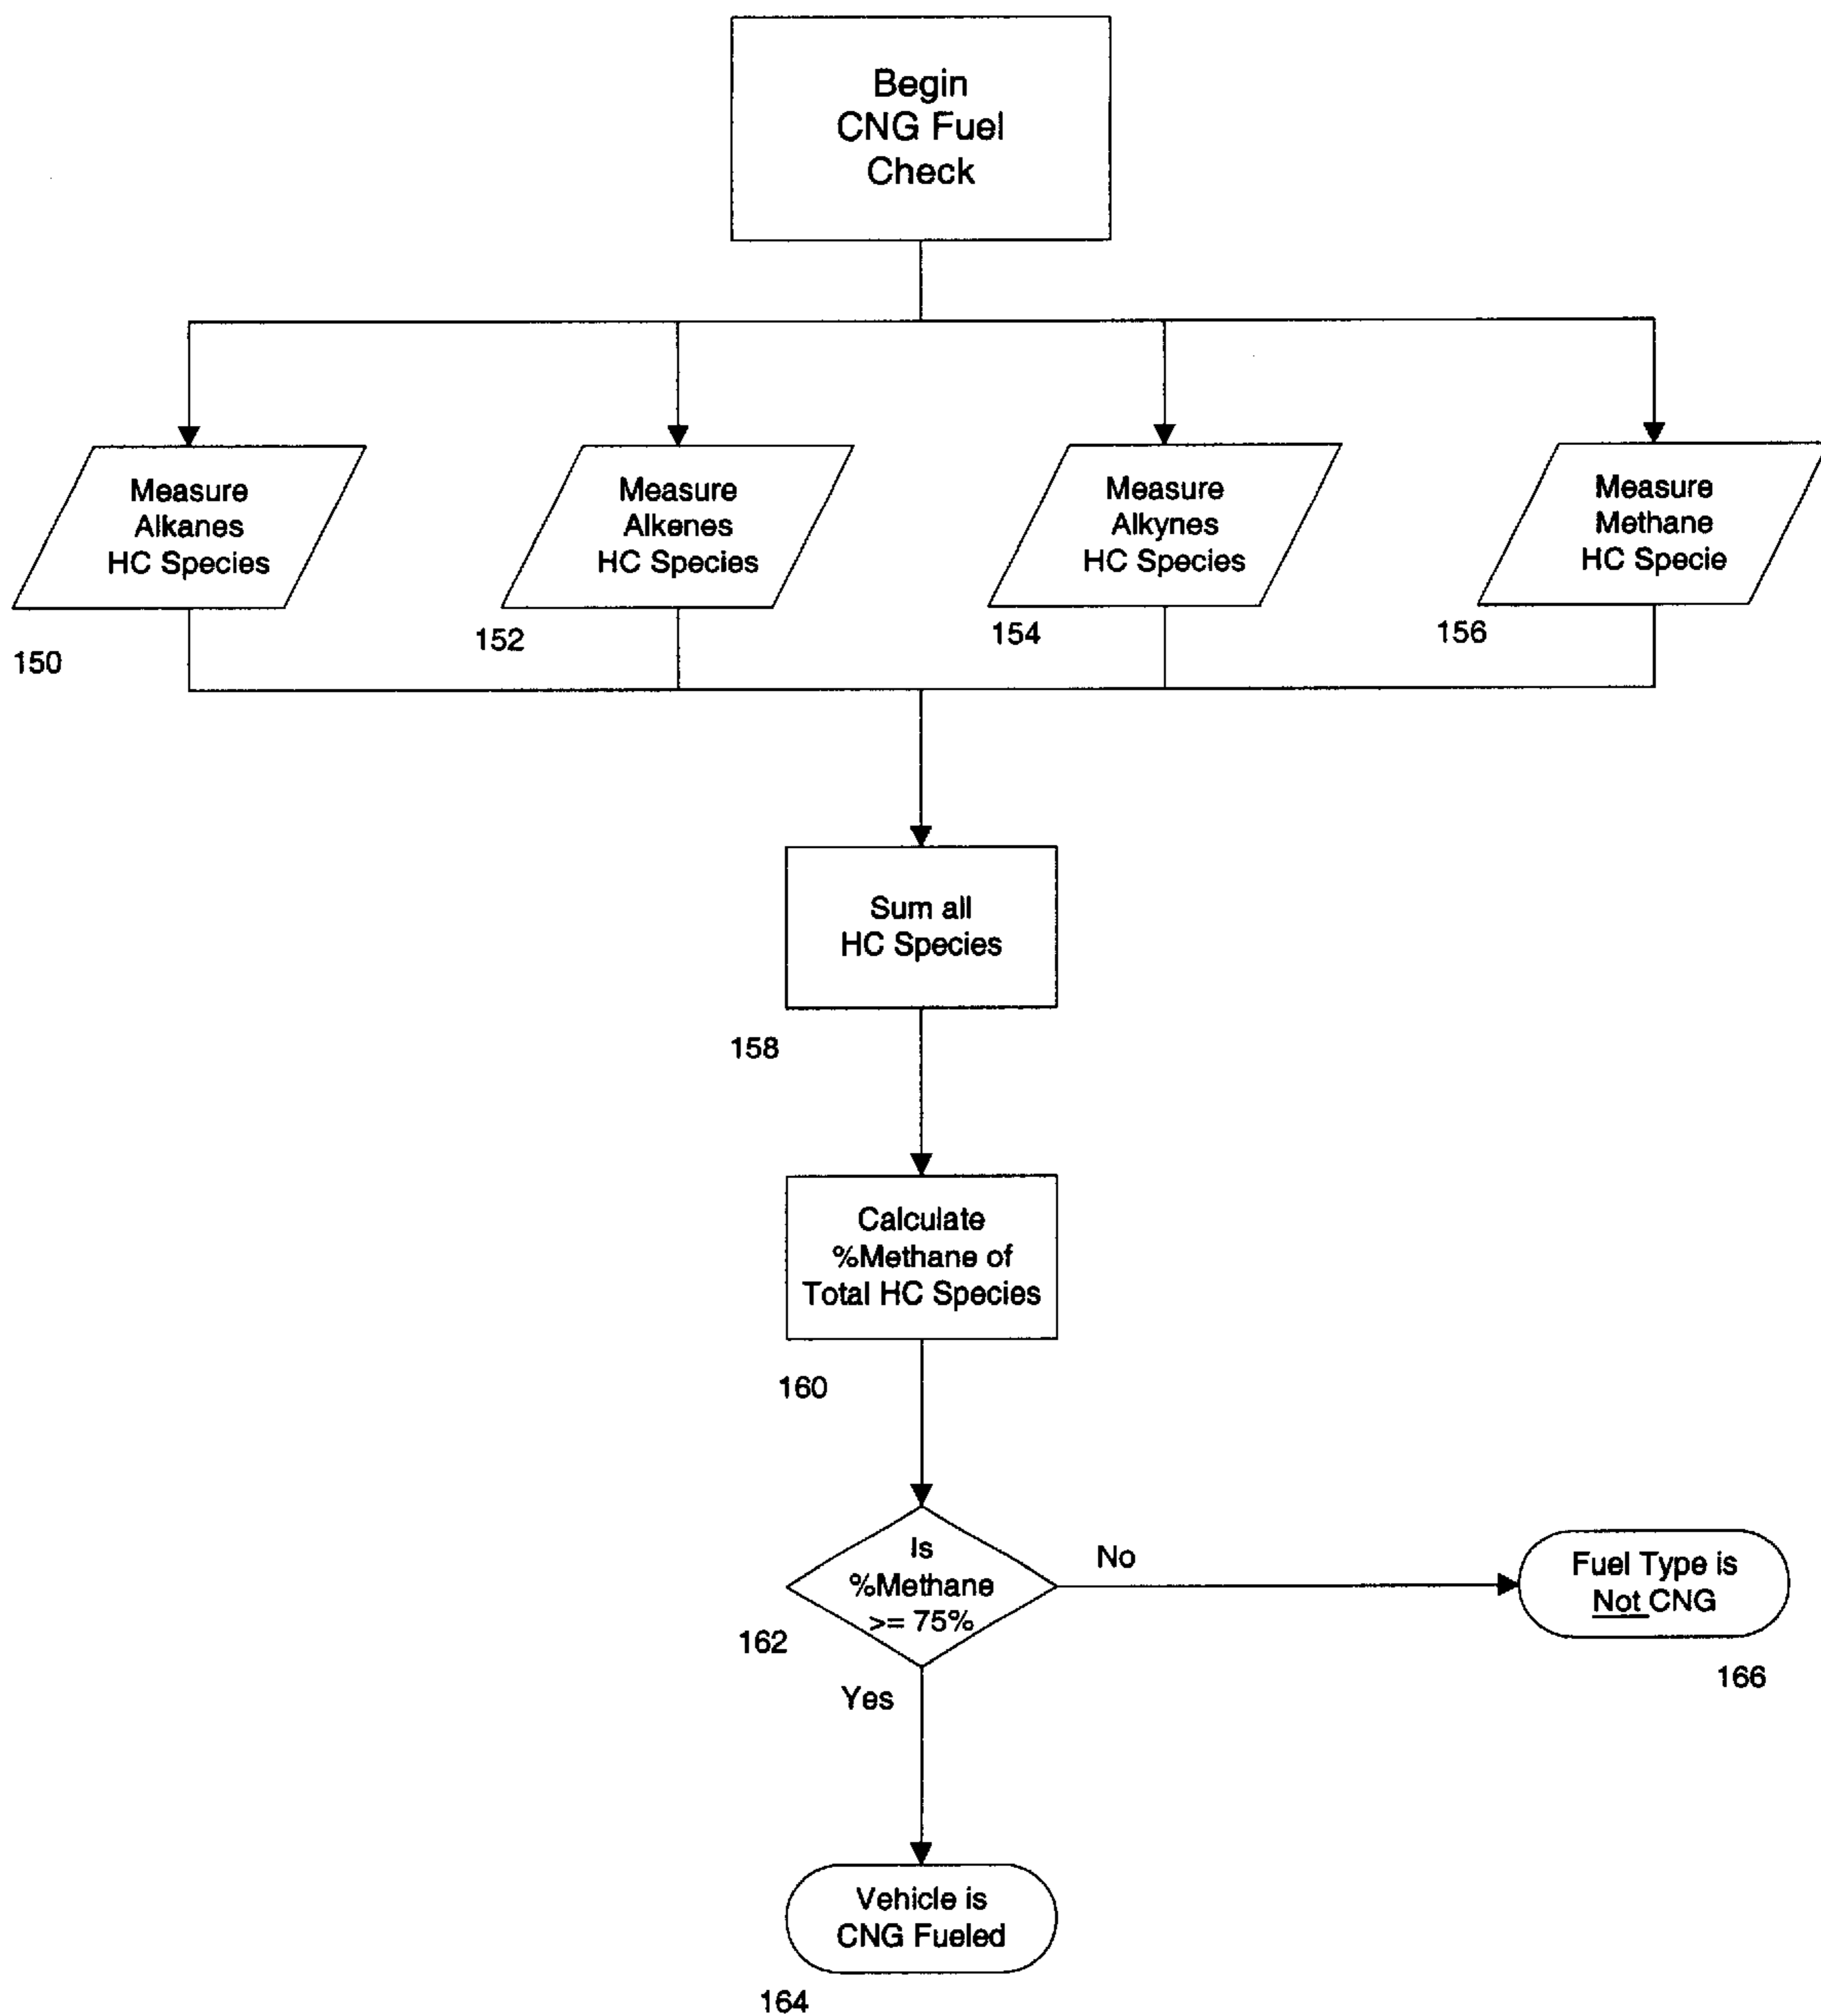 Begin
CNG Fuel
Check
Measure
Alkanes
HC Species
150
Measure
Alkenes
HC Species
152
Measure
Alkynes
HC Species
154
Measure
Methane
HC Specie
156
Sum all
HC Species
158
Calculate
%Methane of
Total HC Species
160
Is
%Methane
>= 75%
162
No
Fuel Type is
Not CNG
166
Yes
Vehicle is
CNG Fueled
164